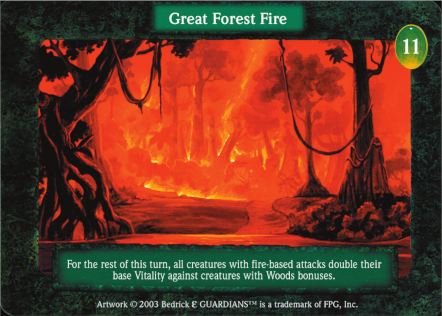 Great Forest Fire
11
For the rest of this turn, all creatures with fire-based attacks double their
base Vitality against creatures with Woods bonuses.
Artwork © 2003 Bedrick & GUARDIANS™ is a trademark of FPG, Inc.